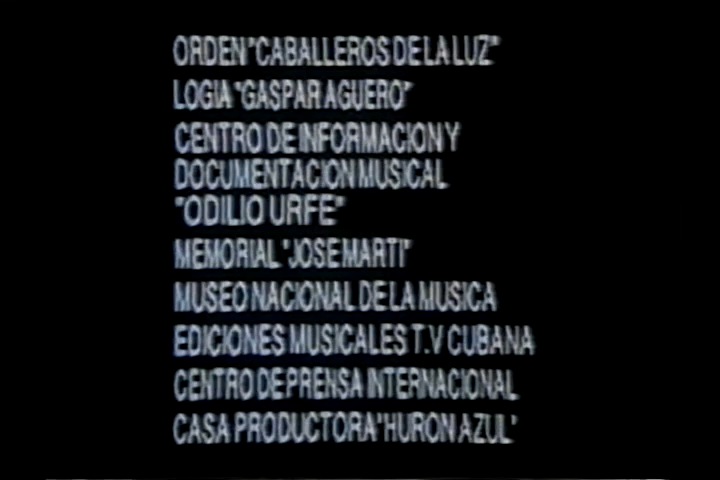 ORDEN "CABALLEROS DE LA LUZ"
LOGIA "GASPAR AGUERO"
CENTRO DE INFORMACION Y
DOCUMENTACION MUSICAL
"ODILIO URFE"
MEMORIAL "JOSE MARTI"
MUSEO NACIONAL DE LA MUSICA
EDICIONES MUSICALES T.V CUBANA
CENTRO DE PRENSA INTERNACIONAL
CASA PRODUCTORA "HURON AZUL"